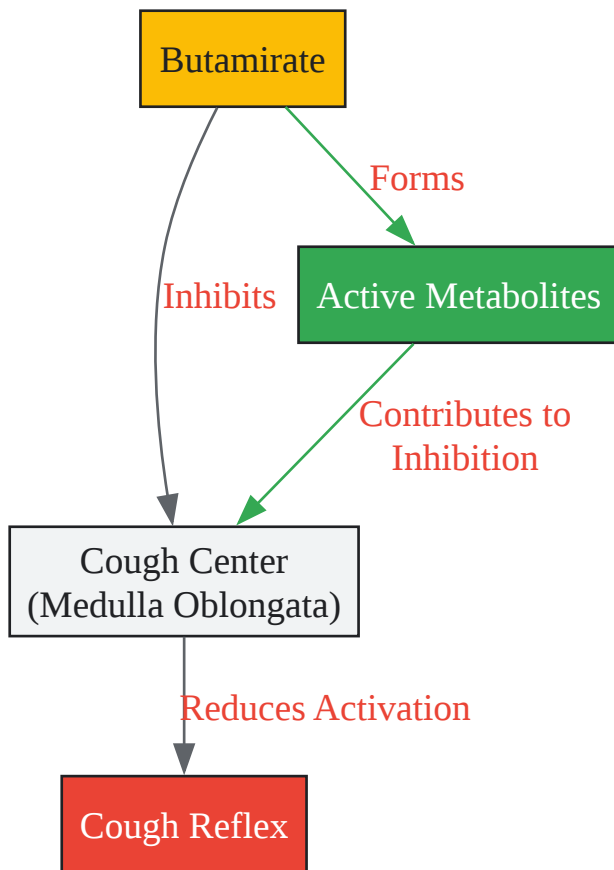 Butamirate
Forms
Inhibits
Active Metabolites
Contributes to
Inhibition
Cough Center
(Medulla Oblongata)
Reduces Activation
Cough Reflex